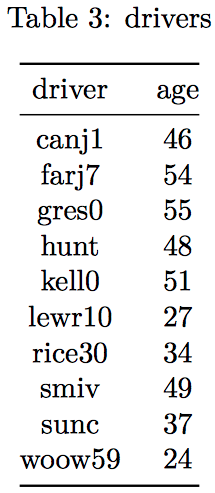 Table 3: drivers
driver age
canj1 46
farj7 54
gres0 55
hunt 48
kell0 51
lewr10 27
rice30 34
smiv 49
sunc 37
woow59 24